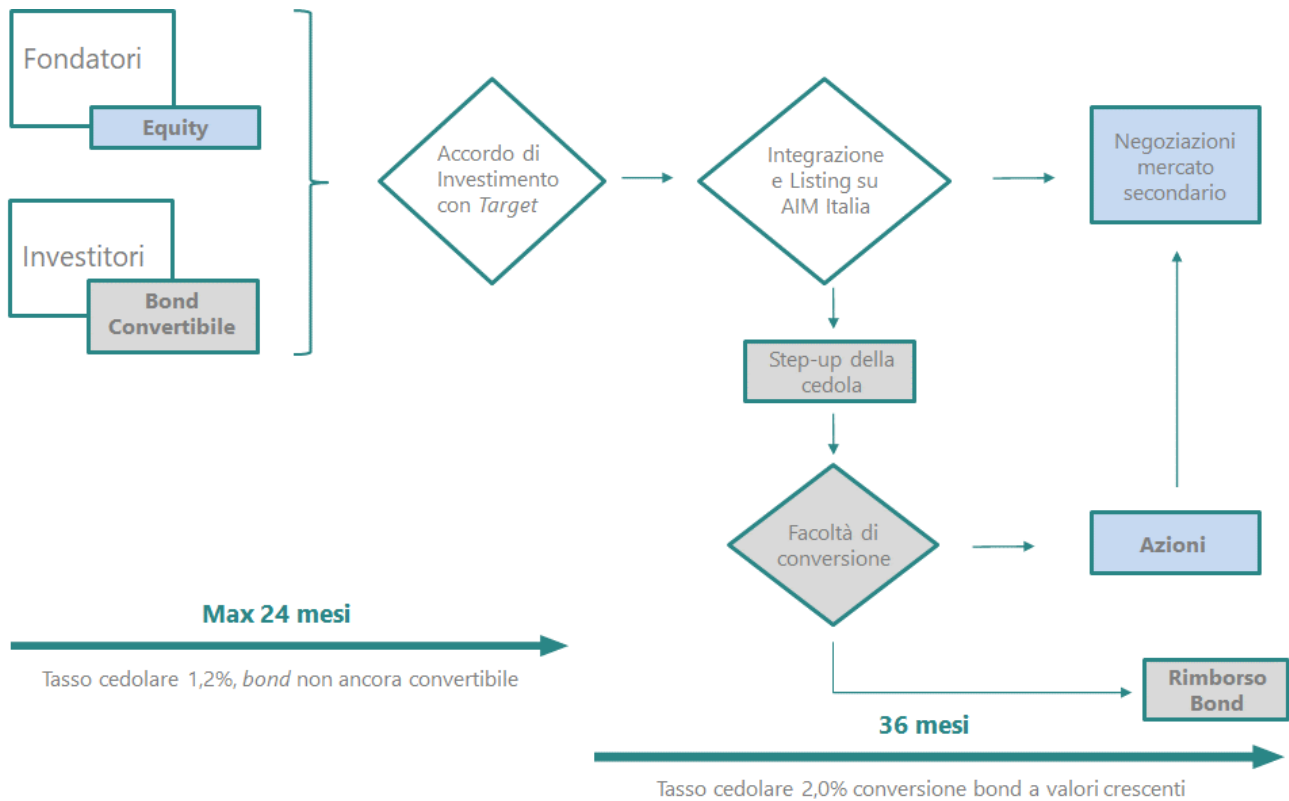 Fondatori
Equity
Investitori
Bond
Convertibile
Accordo di
Investimento
con Target
Integrazione
e Listing su
AIM Italia
Negoziazioni
mercato
secondario
Step-up della
cedola
Facoltà di
conversione
Azioni
Max 24 mesi
Tasso cedolare 1,2%, bond non ancora convertibile
Rimborso
Bond
36 mesi
Tasso cedolare 2,0% conversione bond a valori crescenti